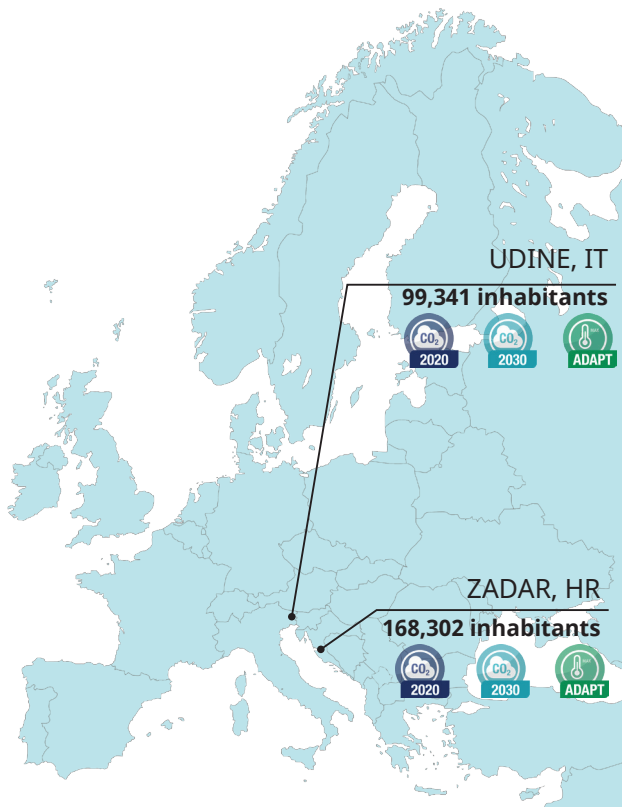 UDINE, IT
99,341 inhabitants
CO₂ CO₂
2020 2030 ADAPT
ZADAR, HR
168,302 inhabitants
CO₂ CO₂
2020 2030 ADAPT